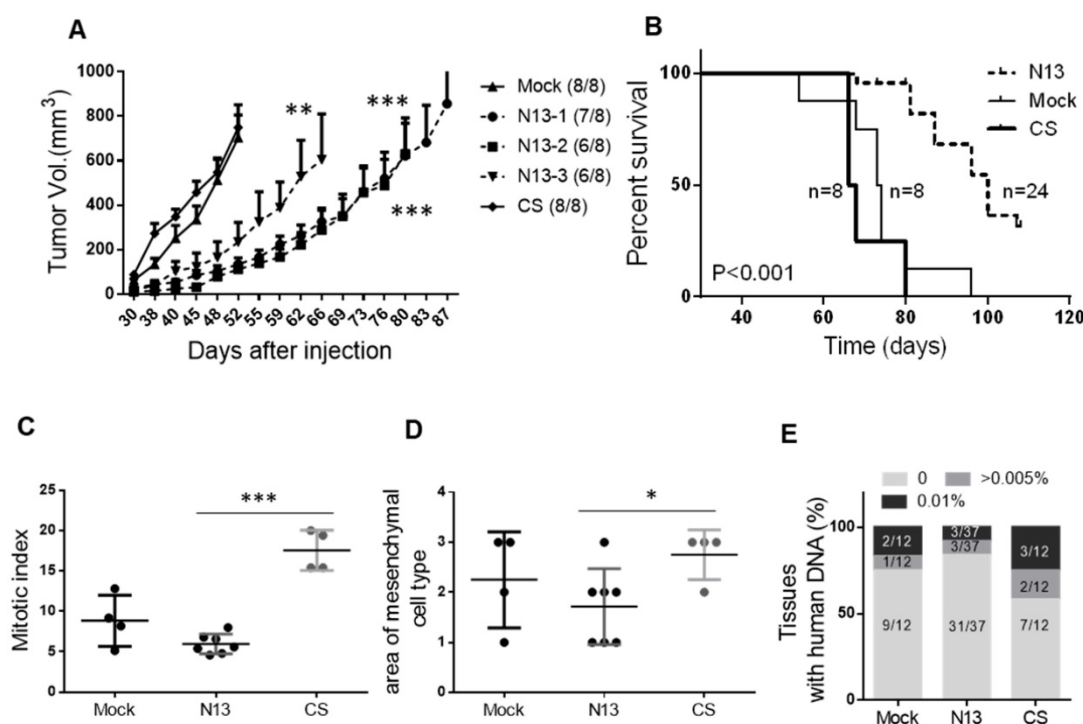 A
Tumor Vol.(mm3)
1000
800
600
400
200
0
**
***
***
30 38 40 45 48 52 55 59 62 66 69 73 76 80 83 87
Days after injection
Mock (8/8)
N13-1 (7/8)
N13-2 (6/8)
N13-3 (6/8)
CS (8/8)
B
Percent survival
100
50
0
n=8
n=8
n=24
P<0.001
40 60 80 100 120
Time (days)
N13
Mock
CS
C
Mitotic index
25
20
15
10
5
0
***
Mock N13 CS
D
area of mesenchymal
cell type
4
3
2
1
0
*
Mock N13 CS
E
0 >0.005%
0.01%
Tissues
with human DNA (%)
100
50
0
2/12 3/37 3/12
1/12 3/37 2/12
9/12 31/37 7/12
Mock N13 CS